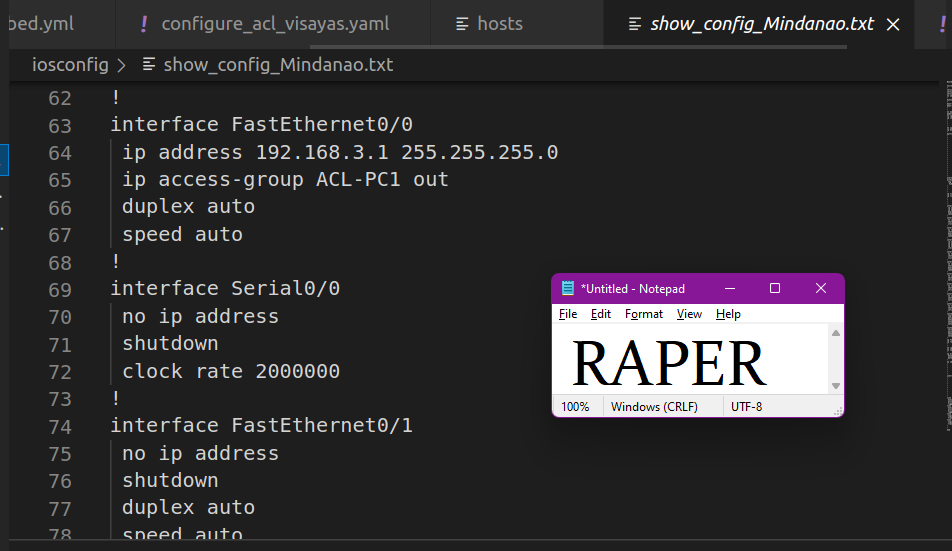 bed.yml
! configure_acl_visayas.yaml
hosts
show_config_Mindanao.txt
!
iosconfig > show_config_Mindanao.txt
62 !
63 interface FastEthernet0/0
64 ip address 192.168.3.1 255.255.255.0
65 ip access-group ACL-PC1 out
66 duplex auto
67 speed auto
68 !
69 interface Serial0/0
70 no ip address
71 shutdown
72 clock rate 2000000
73 !
74 interface FastEthernet0/1
75 no ip address
76 shutdown
77 duplex auto
78 speed auto
*Untitled - Notepad
File Edit Format View Help
RAPER
100% Windows (CRLF) UTF-8